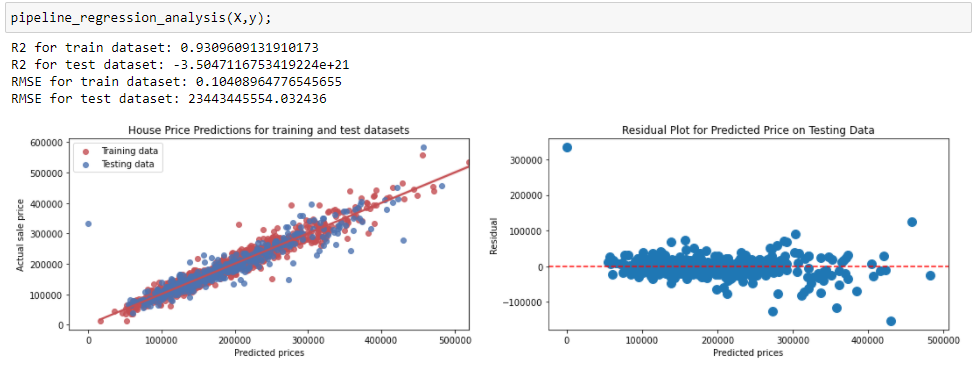 pipeline_regression_analysis(X,y);
R2 for train dataset: 0.9309609131910173
R2 for test dataset: -3.5047116753419224e+21
RMSE for train dataset: 0.10408964776545655
RMSE for test dataset: 23443445554.032436
House Price Predictions for training and test datasets
Training data
Testing data
600000
500000
400000
300000
200000
100000
0
Actual sale price
0 100000 200000 300000 400000 500000
Predicted prices
Residual Plot for Predicted Price on Testing Data
300000
200000
100000
0
−100000
Residual
0 100000 200000 300000 400000 500000
Predicted prices